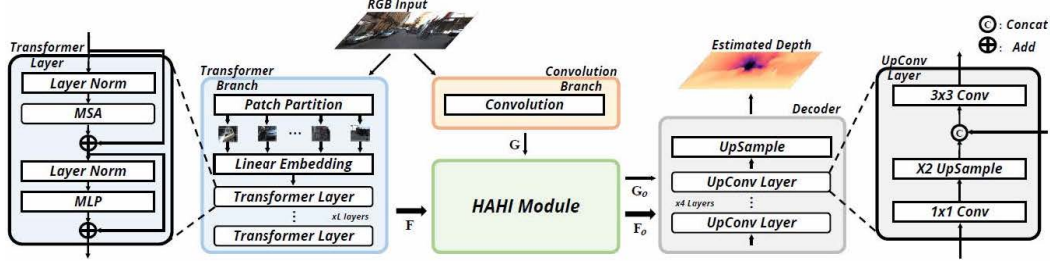 RGB Input
Transformer
Layer
Layer Norm
MSA
Layer Norm
MLP
Transformer
Branch
Patch Partition
...
Linear Embedding
Transformer Layer
xL layers
Transformer Layer
F
Convolution
Branch
Convolution
G
HAHI Module
Go
Fo
Estimated Depth
Decoder
UpSample
UpConv Layer
x4 Layers
UpConv Layer
C : Concat
: Add
UpConv
Layer
3x3 Conv
C
X2 UpSample
1x1 Conv